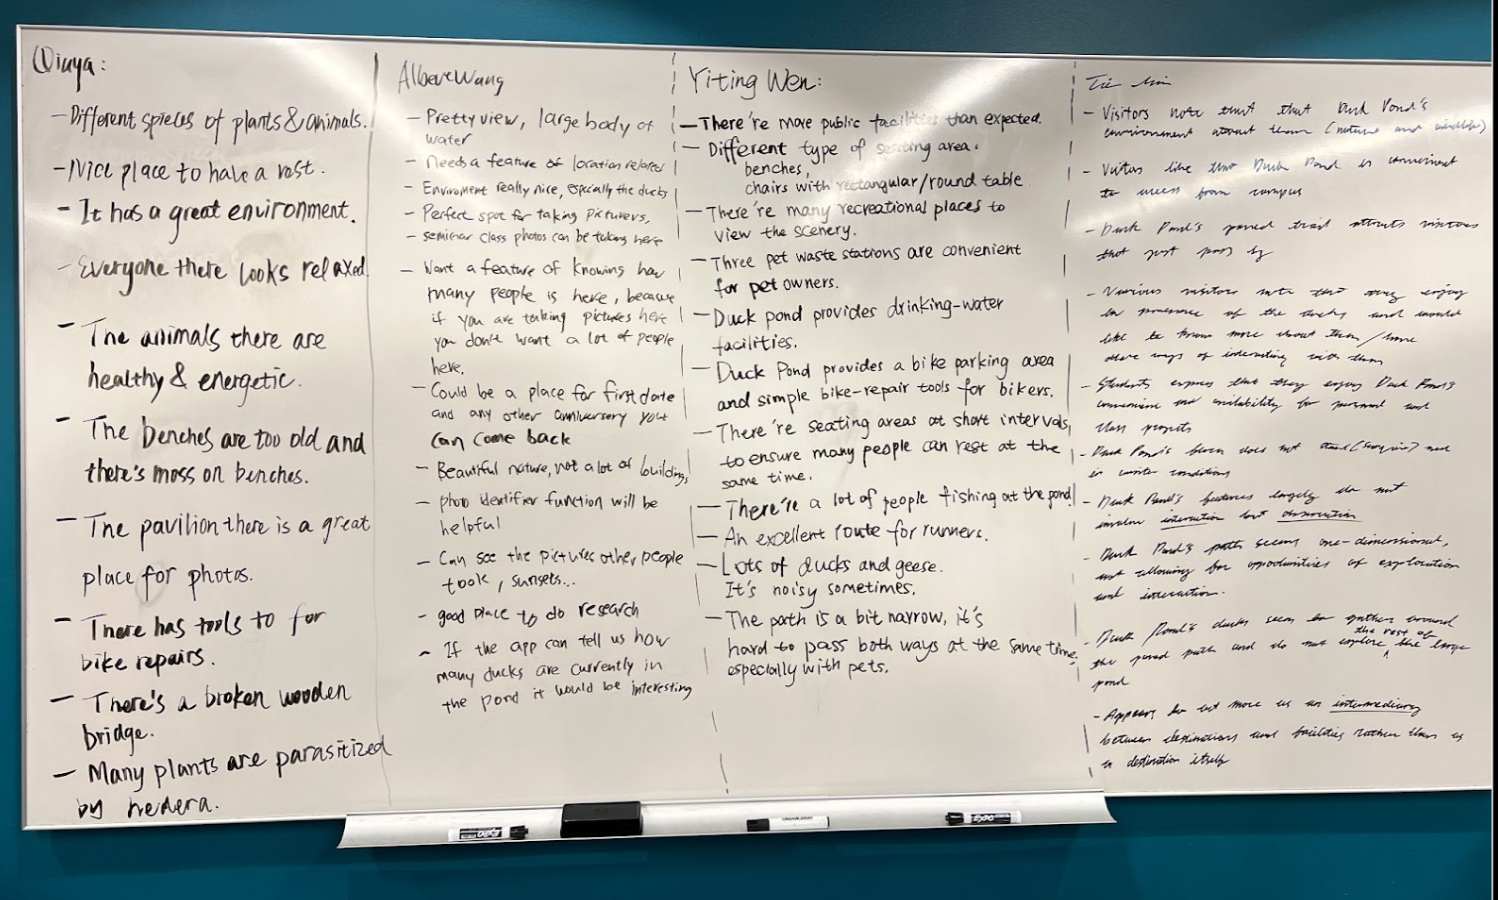 Qiuya:
-Different spieces of plants & animals.
-Nice place to have a rest.
- It has a great environment.
- Everyone there looks relaxed.
- The animals there are
healthy & energetic.
- The benches are too old and
there's moss on benches.
- The pavilion there is a great
place for photos.
- There has tools to for
bike repairs.
- There's a broken wooden
bridge.
- Many plants are parasitized
by hedera.
Wang
- Pretty view, large body of
water
- Needs a feature of location related
- Enviroment really nice, especially the ducks
- Perfect spot for taking picturers.
- seminar class photos can be taking here
- Want a feature of knowing how
many people is here, because
if you are taking pictures here
you don't want a lot of people
here.
- Could be a place for first date
and any other anniversary you
can come back
- Beautiful nature, not a lot of buildings
- photo identifier function will be
helpful
- Can see the pictures other people
took, sunsets...
- good place to do research
- If the app can tell us how
many ducks are currently in
the pond it would be interesting
Yiting Wen:
- There're more public facilities than expected.
- Different type of seating area.
benches,
chairs with rectangular/round table
- There're many recreational places to
view the scenery.
- Three pet waste stations are convenient
for pet owners.
- Duck pond provides drinking-water
facilities.
- Duck Pond provides a bike parking area
and simple bike-repair tools for bikers.
- There're seating areas at short intervals,
to ensure many people can rest at the
same time.
- There're a lot of people fishing at the pond
- An excellent route for runners.
- Lots of ducks and geese.
It's noisy sometimes.
- The path is a bit narrow, it's
hard to pass both ways at the same time,
especially with pets.
- Visitors note that that Duck Pond's
environment attract them (nature and wildlife)
- Visitors like that Duck Pond is convenient
to access from campus
- Duck Pond's paved trail attracts visitors
that just pass by
- Various visitors note that they enjoy
the presence of the ducks and would
like to know more about them / more
ways of interacting with them
- Students express that they enjoy Duck Pond's
convenience and availability for personal and
class projects
- Duck Pond's does not
in conditions
- Duck Pond's features largely do not
involve interaction but observation
- Duck Pond's path seems one-dimensional,
not allowing for opportunities of exploration
and interaction.
- Duck Pond's ducks seem to gather around
the paved path and do not explore the rest of the large
pond
- Appears to act more as an intermediary
between destinations and facilities rather than as
a destination itself
EXPO
EXPO